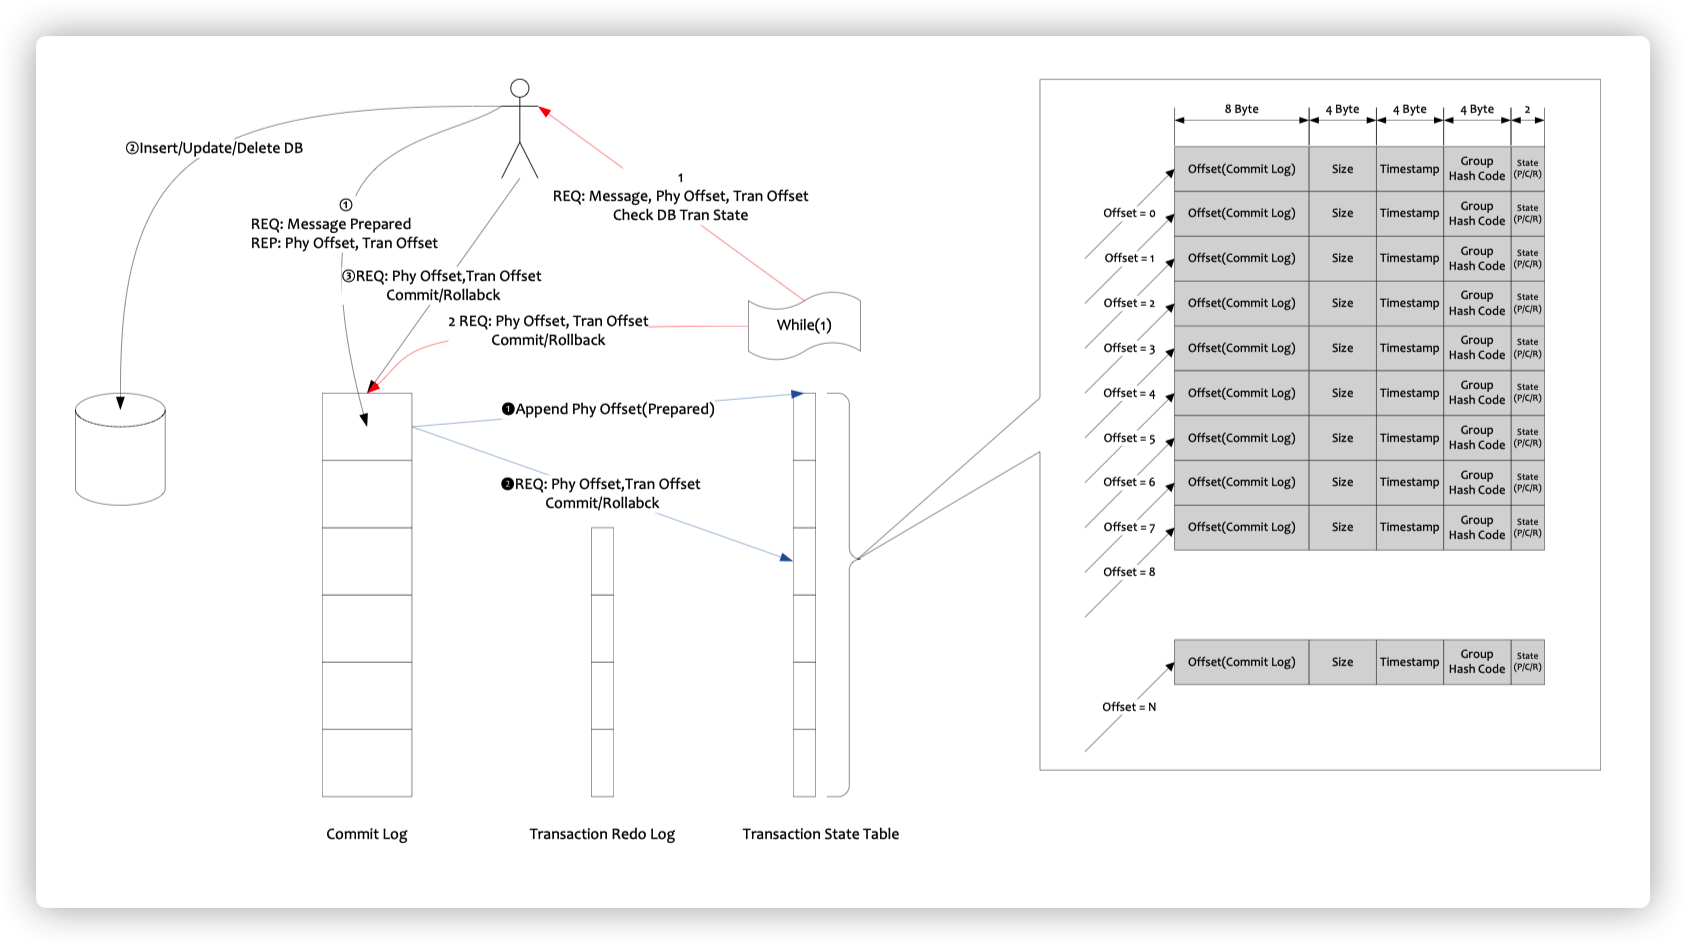 ②Insert/Update/Delete DB
①
REQ: Message Prepared
REP: Phy Offset, Tran Offset
③REQ: Phy Offset,Tran Offset
Commit/Rollabck
1
REQ: Message, Phy Offset, Tran Offset
Check DB Tran State
2 REQ: Phy Offset, Tran Offset
Commit/Rollback
While(1)
❶Append Phy Offset(Prepared)
❷REQ: Phy Offset,Tran Offset
Commit/Rollabck
Commit Log
Transaction Redo Log
Transaction State Table
8 Byte 4 Byte 4 Byte 4 Byte 2
Offset(Commit Log) Size Timestamp Group Hash Code State (P/C/R)
Offset = 0
Offset(Commit Log) Size Timestamp Group Hash Code State (P/C/R)
Offset = 1
Offset(Commit Log) Size Timestamp Group Hash Code State (P/C/R)
Offset = 2
Offset(Commit Log) Size Timestamp Group Hash Code State (P/C/R)
Offset = 3
Offset(Commit Log) Size Timestamp Group Hash Code State (P/C/R)
Offset = 4
Offset(Commit Log) Size Timestamp Group Hash Code State (P/C/R)
Offset = 5
Offset(Commit Log) Size Timestamp Group Hash Code State (P/C/R)
Offset = 6
Offset(Commit Log) Size Timestamp Group Hash Code State (P/C/R)
Offset = 7
Offset(Commit Log) Size Timestamp Group Hash Code State (P/C/R)
Offset = 8
Offset(Commit Log) Size Timestamp Group Hash Code State (P/C/R)
Offset = N